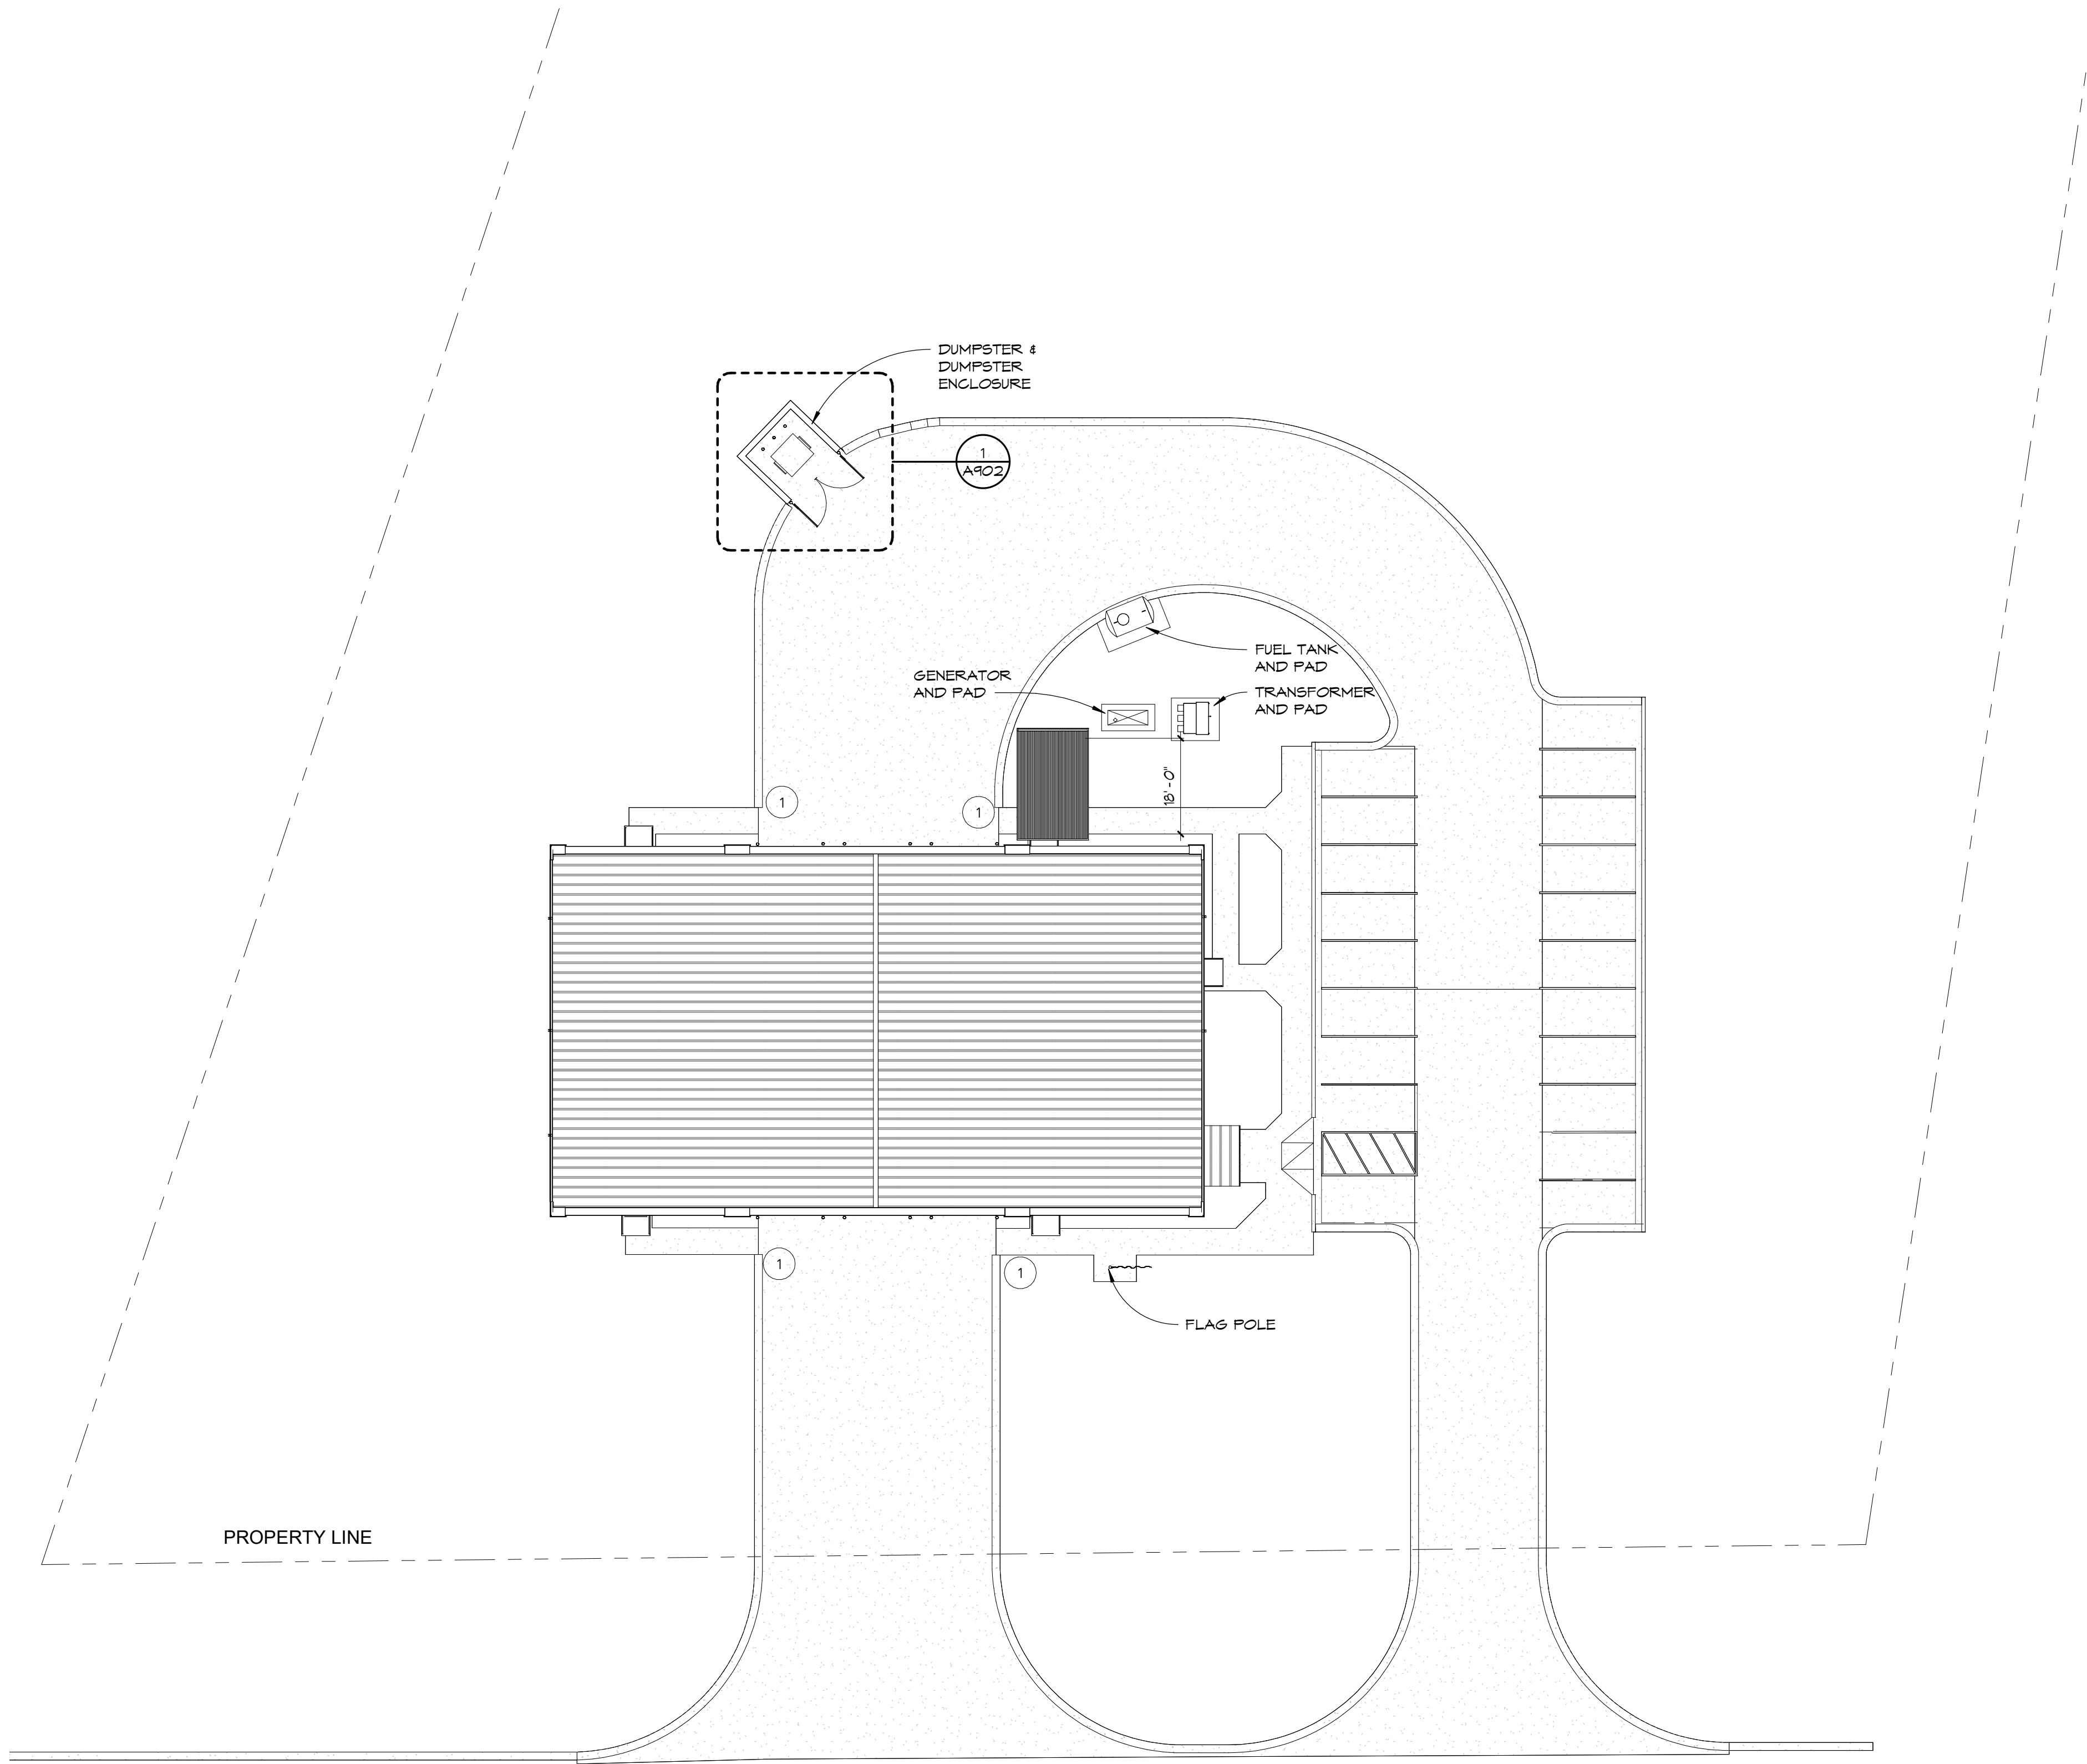 DUMPSTER &
DUMPSTER
ENCLOSURE
1
A902
FUEL TANK
AND PAD
GENERATOR
AND PAD
TRANSFORMER
AND PAD
18' - 0"
1
1
1
1
FLAG POLE
PROPERTY LINE